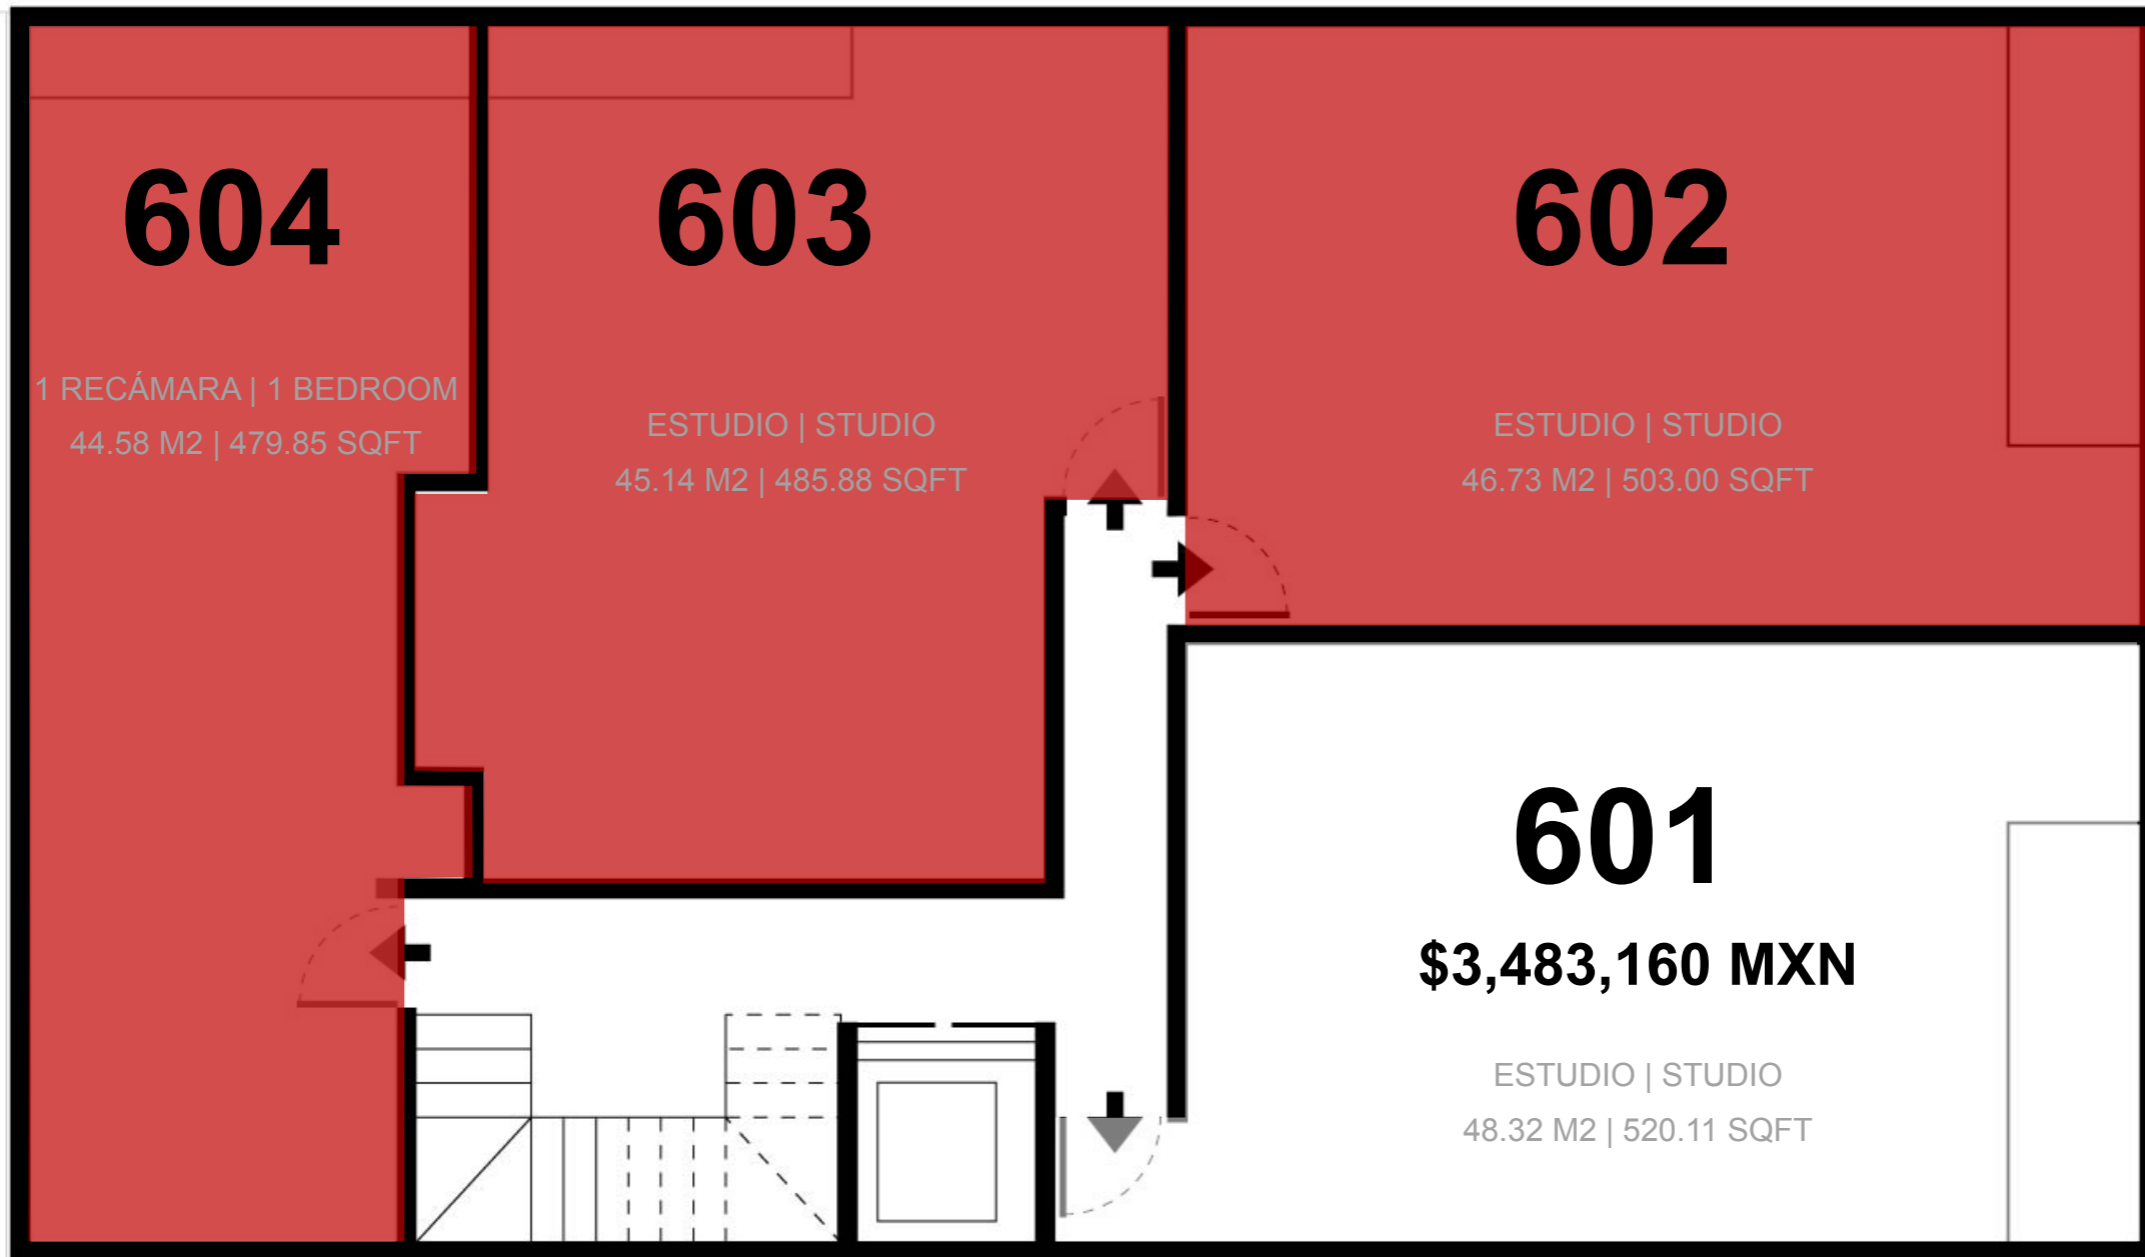 604
1 RECÁMARA | 1 BEDROOM
44.58 M2 | 479.85 SQFT
603
ESTUDIO | STUDIO
45.14 M2 | 485.88 SQFT
602
ESTUDIO | STUDIO
46.73 M2 | 503.00 SQFT
601
$3,483,160 MXN
ESTUDIO | STUDIO
48.32 M2 | 520.11 SQFT